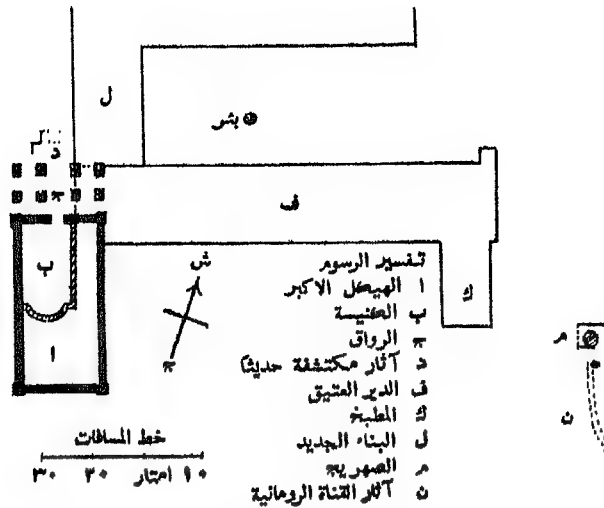 ل
بئر
د
ج
ف
ب
ش
تفسير الرسوم
ا الهيكل الاكبر
ك
ب الكنيسة
م
ج الرواق
ا
د آثار مكتشفة حديثا
ج
ف الدير العتيق
ن
ك المطبخ
خط المسافات
ل البناء الجديد
م الصهريج
٣٠ ٢٠ امتار ١٠
ن آثار القناة الرومانية